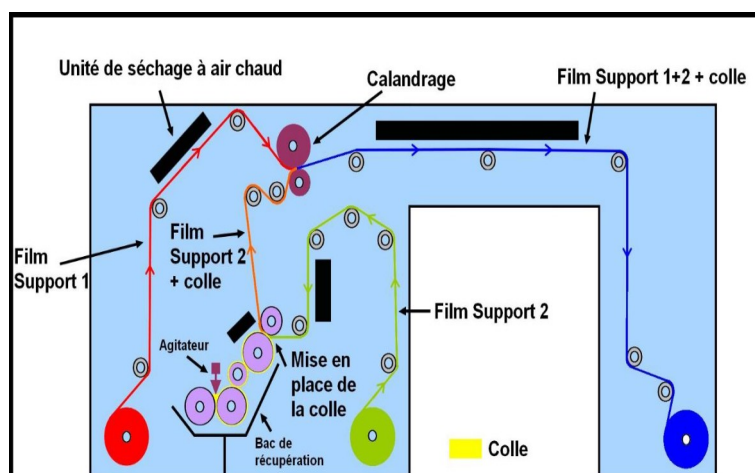 Unité de séchage à air chaud
Calandrage
Film Support 1+2 + colle
Film
Support 1
Film
Support 2
+ colle
Film Support 2
Agitateur
Mise en
place de
la colle
Bac de
récupération
Colle